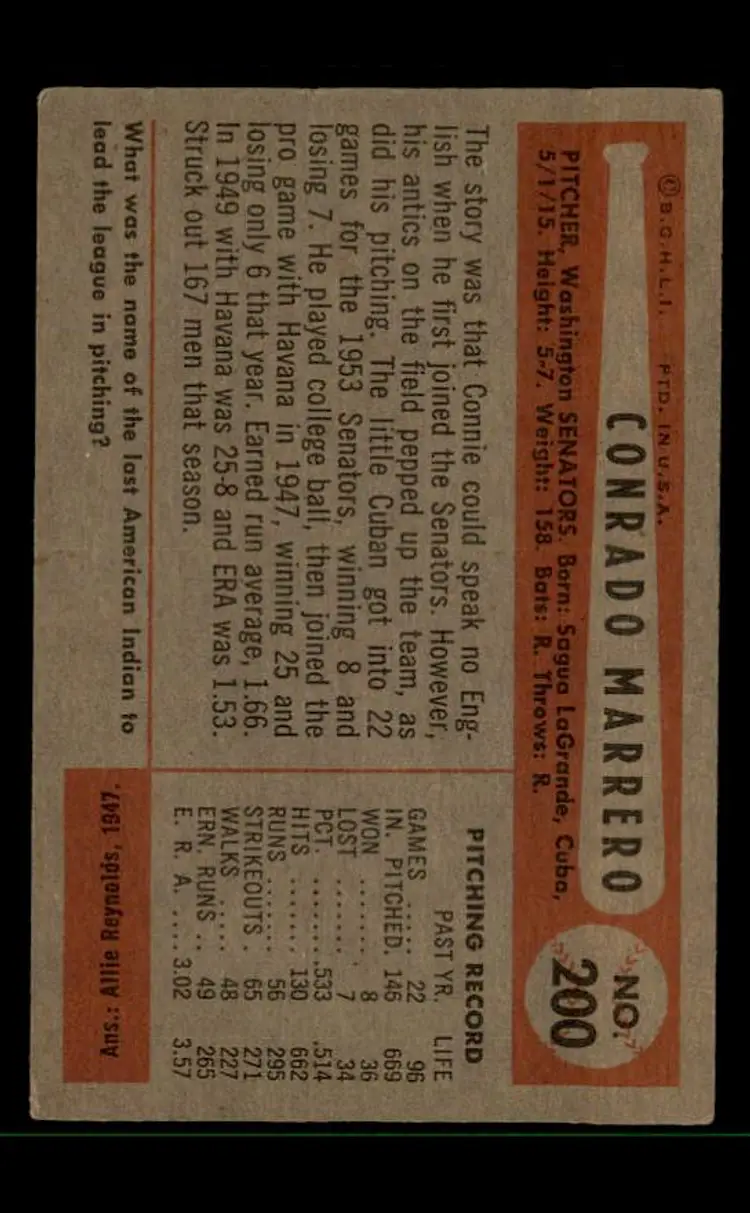 © B.G.H.L.I. PTD. IN U.S.A.
CONRADO MARRERO
NO.
200
PITCHER, Washington SENATORS. Born: Sagua LaGrande, Cuba,
5/1/15. Height: 5-7. Weight: 158. Bats: R. Throws: R.
The story was that Connie could speak no Eng-
lish when he first joined the Senators. However,
his antics on the field pepped up the team, as
did his pitching. The little Cuban got into 22
games for the 1953 Senators, winning 8 and
losing 7. He played college ball, then joined the
pro game with Havana in 1947, winning 25 and
losing only 6 that year. Earned run average, 1.66.
In 1949 with Havana was 25-8 and ERA was 1.53.
Struck out 167 men that season.
PITCHING RECORD
PAST YR. LIFE
GAMES ..... 22 96
IN. PITCHED. 146 669
WON ....... 8 36
LOST ....... 7 34
PCT. ........ .533 .514
HITS ....... 130 662
RUNS ....... 56 295
STRIKEOUTS . 65 271
WALKS ..... 48 227
ERN. RUNS .. 49 265
E. R. A. .... 3.02 3.57
What was the name of the last American Indian to
lead the league in pitching?
Ans.: Allie Reynolds, 1947.